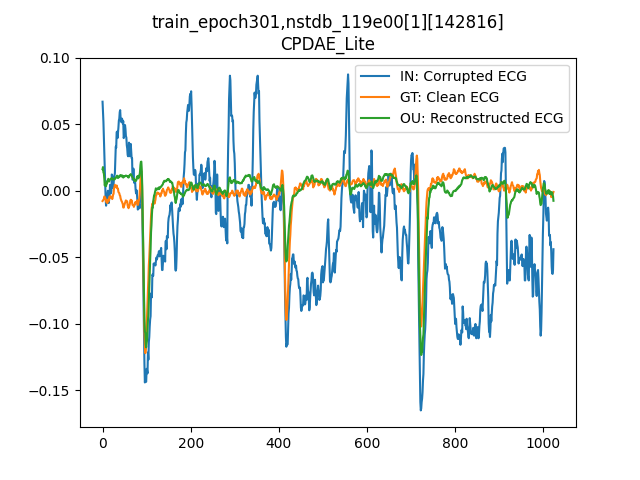 train_epoch301,nstdb_119e00[1][142816]
CPDAE_Lite
IN: Corrupted ECG
GT: Clean ECG
OU: Reconstructed ECG
0.10
0.05
0.00
−0.05
−0.10
−0.15
0 200 400 600 800 1000